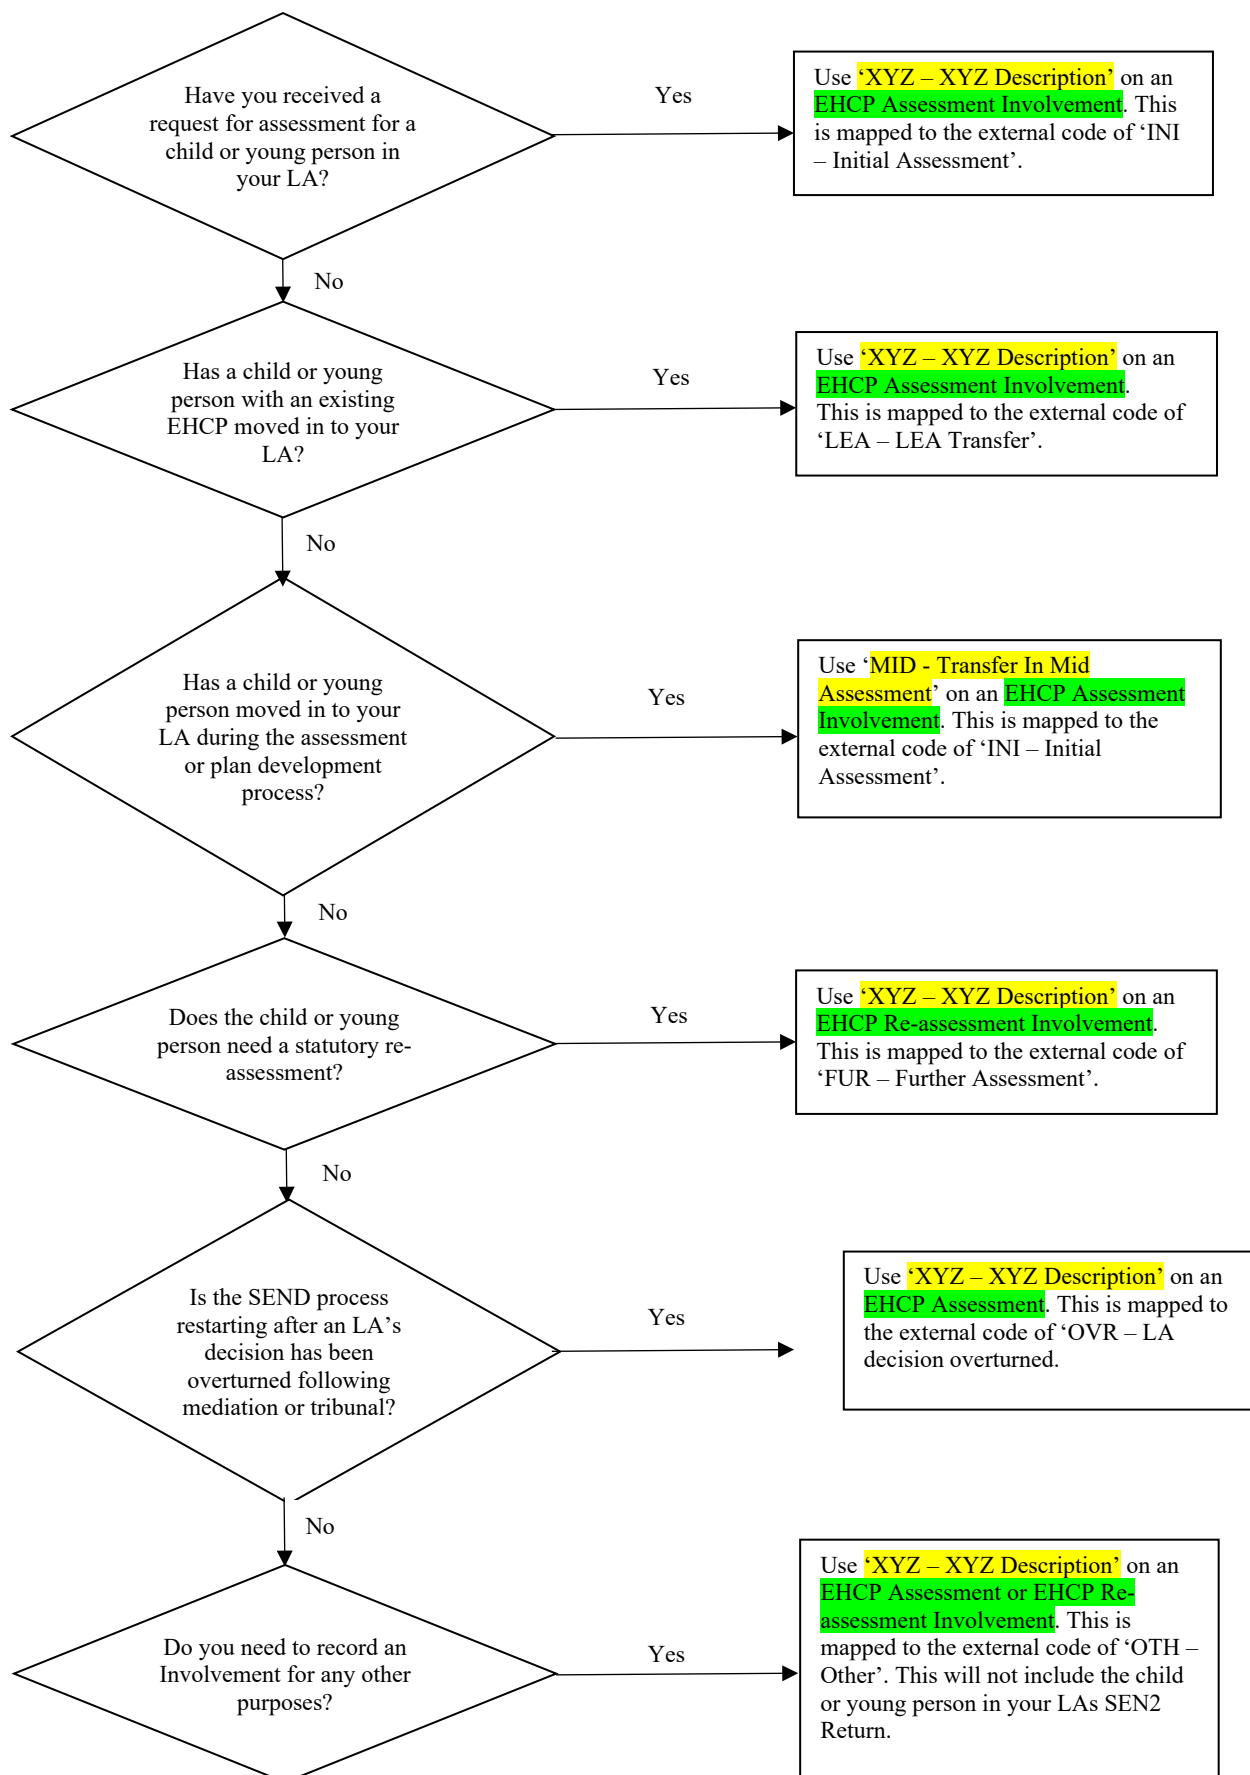 Have you received a
request for assessment for a
child or young person in
your LA?
Yes
Use ‘XYZ – XYZ Description’ on an
EHCP Assessment Involvement. This
is mapped to the external code of ‘INI
– Initial Assessment’.
No
Has a child or young
person with an existing
EHCP moved in to your
LA?
Yes
Use ‘XYZ – XYZ Description’ on an
EHCP Assessment Involvement.
This is mapped to the external code of
‘LEA – LEA Transfer’.
No
Has a child or young
person moved in to your
LA during the assessment
or plan development
process?
Yes
Use ‘MID - Transfer In Mid
Assessment’ on an EHCP Assessment
Involvement. This is mapped to the
external code of ‘INI – Initial
Assessment’.
No
Does the child or young
person need a statutory re-
assessment?
Yes
Use ‘XYZ – XYZ Description’ on an
EHCP Re-assessment Involvement.
This is mapped to the external code of
‘FUR – Further Assessment’.
No
Is the SEND process
restarting after an LA’s
decision has been
overturned following
mediation or tribunal?
Yes
Use ‘XYZ – XYZ Description’ on an
EHCP Assessment. This is mapped to
the external code of ‘OVR – LA
decision overturned.
No
Do you need to record an
Involvement for any other
purposes?
Yes
Use ‘XYZ – XYZ Description’ on an
EHCP Assessment or EHCP Re-
assessment Involvement. This is
mapped to the external code of ‘OTH –
Other’. This will not include the child
or young person in your LAs SEN2
Return.